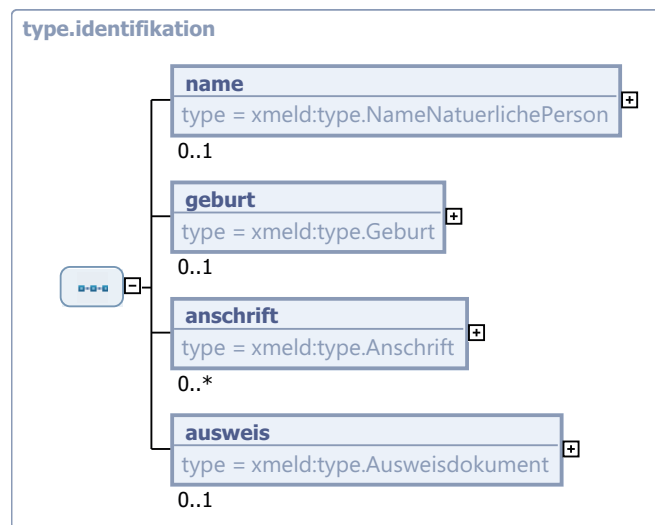 type.identifikation
name
type = xmeld:type.NameNatuerlichePerson
0..1
geburt
type = xmeld:type.Geburt
0..1
anschrift
type = xmeld:type.Anschrift
0..*
ausweis
type = xmeld:type.Ausweisdokument
0..1